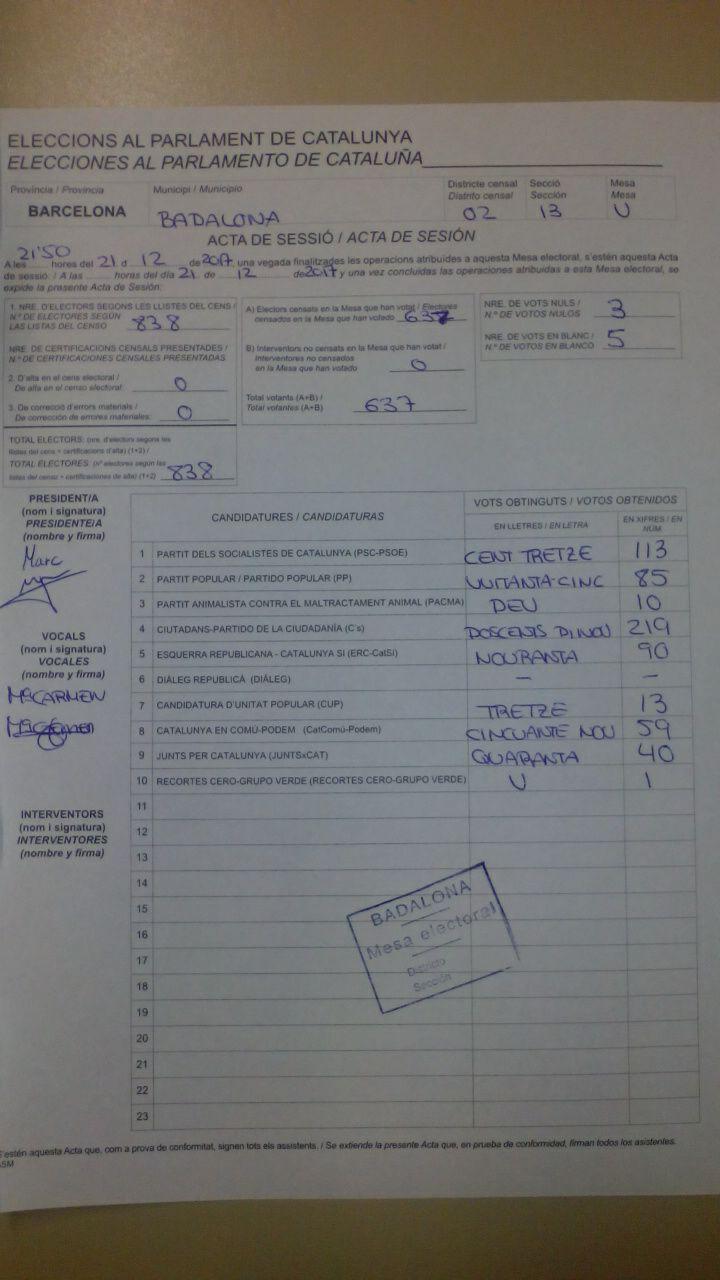 ELECCIONS AL PARLAMENT DE CATALUNYA
ELECCIONES AL PARLAMENTO DE CATALUÑA
Província / Provincia Municipi / Municipio Districte censal Secció Mesa
Distrito censal Sección Mesa
BARCELONA BADALONA 02 13 U
ACTA DE SESSIÓ / ACTA DE SESIÓN
21'50
A les hores del 21 d 12 de 2017, una vegada finalitzades les operacions atribuïdes a aquesta Mesa electoral, s'estén aquesta Acta
de sessió. / A las horas del día 21 de 12 de 2017 y una vez concluidas las operaciones atribuidas a esta Mesa electoral, se
expide la presente Acta de Sesión:
1. NRE. D'ELECTORS SEGONS LES LLISTES DEL CENS /
N.º DE ELECTORES SEGÚN
LAS LISTAS DEL CENSO 838
NRE. DE CERTIFICACIONS CENSALS PRESENTADES /
N.º DE CERTIFICACIONES CENSALES PRESENTADAS
2. D'alta en el cens electoral /
De alta en el censo electoral: 0
3. De correcció d'errors materials /
De corrección de errores materiales: 0
TOTAL ELECTORS: (nre. d'electors segons les
llistes del cens + certificacions d'alta) (1+2) /
TOTAL ELECTORES: (nº electores según las
listas del censo + certificaciones de alta) (1+2) 838
A) Electors censats en la Mesa que han votat / Electores
censados en la Mesa que han votado 637
B) Interventors no censats en la Mesa que han votat /
Interventores no censados
en la Mesa que han votado 0
Total votants (A+B) /
Total votantes (A+B) 637
NRE. DE VOTS NULS /
N.º DE VOTOS NULOS 3
NRE. DE VOTS EN BLANC /
N.º DE VOTOS EN BLANCO 5
PRESIDENT/A
(nom i signatura)
PRESIDENTE/A
(nombre y firma)
Marc
VOCALS
(nom i signatura)
VOCALES
(nombre y firma)
MªCARMEN
INTERVENTORS
(nom i signatura)
INTERVENTORES
(nombre y firma)
CANDIDATURES / CANDIDATURAS VOTS OBTINGUTS / VOTOS OBTENIDOS
EN LLETRES / EN LETRA EN XIFRES / EN NÚM.
1 PARTIT DELS SOCIALISTES DE CATALUNYA (PSC-PSOE) CENT TRETZE 113
2 PARTIT POPULAR / PARTIDO POPULAR (PP) VUITANTA-CINC 85
3 PARTIT ANIMALISTA CONTRA EL MALTRACTAMENT ANIMAL (PACMA) DEU 10
4 CIUTADANS-PARTIDO DE LA CIUDADANÍA (C's) DOSCENTS DINOU 219
5 ESQUERRA REPUBLICANA - CATALUNYA SI (ERC-CatSI) NOURANTA 90
6 DIÀLEG REPUBLICÀ (DIÀLEG) – –
7 CANDIDATURA D'UNITAT POPULAR (CUP) TRETZE 13
8 CATALUNYA EN COMÚ-PODEM (CatComú-Podem) CINCUANTE NOU 59
9 JUNTS PER CATALUNYA (JUNTSxCAT) QUARANTA 40
10 RECORTES CERO-GRUPO VERDE (RECORTES CERO-GRUPO VERDE) U 1
11
12
13
14
15
16
17
18
19
20
21
22
23
BADALONA
Mesa electoral
Districto
Sección
S'estén aquesta Acta que, com a prova de conformitat, signen tots els assistents. / Se extiende la presente Acta que, en prueba de conformidad, firman todos los asistentes.